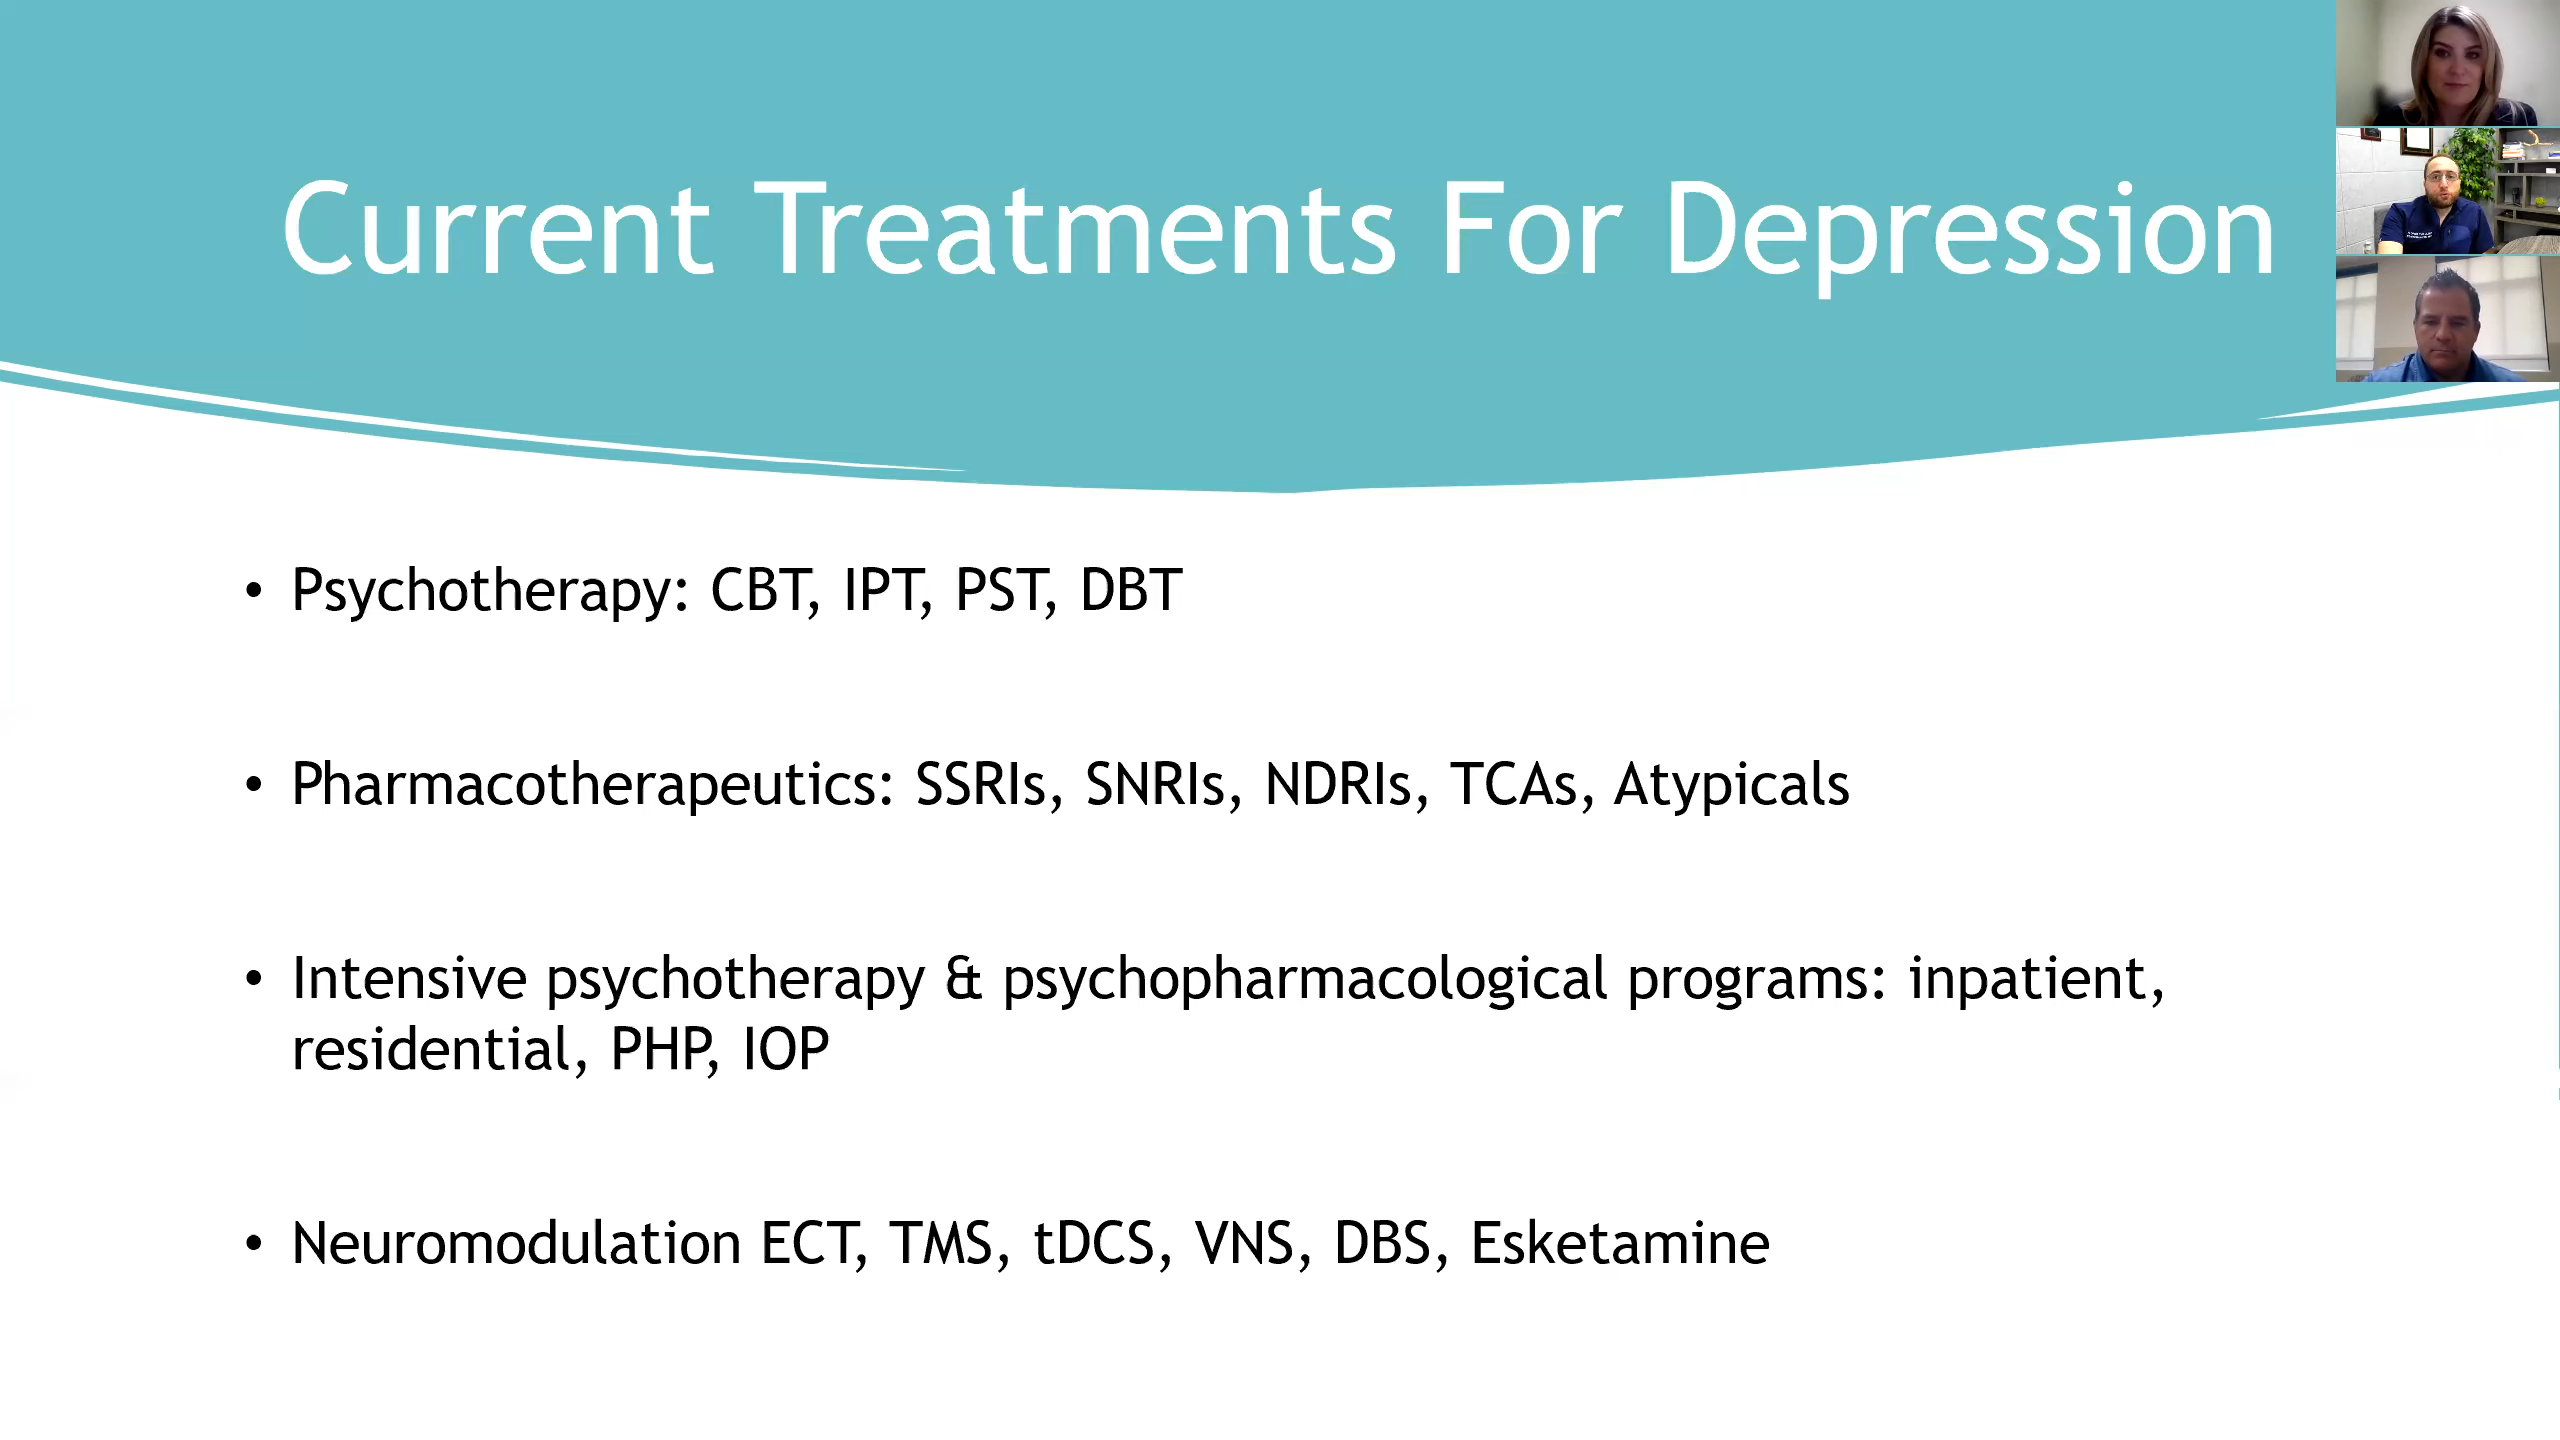 Current Treatments For Depression
• Psychotherapy: CBT, IPT, PST, DBT
• Pharmacotherapeutics: SSRIs, SNRIs, NDRIs, TCAs, Atypicals
• Intensive psychotherapy & psychopharmacological programs: inpatient,
residential, PHP, IOP
• Neuromodulation ECT, TMS, tDCS, VNS, DBS, Esketamine